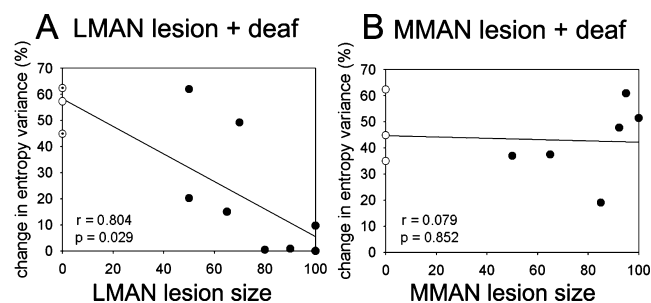 A LMAN lesion + deaf
change in entropy variance (%)
70
60
50
40
30
20
10
0
r = 0.804
p = 0.029
0 20 40 60 80 100
LMAN lesion size
B MMAN lesion + deaf
change in entropy variance (%)
70
60
50
40
30
20
10
0
r = 0.079
p = 0.852
0 20 40 60 80 100
MMAN lesion size